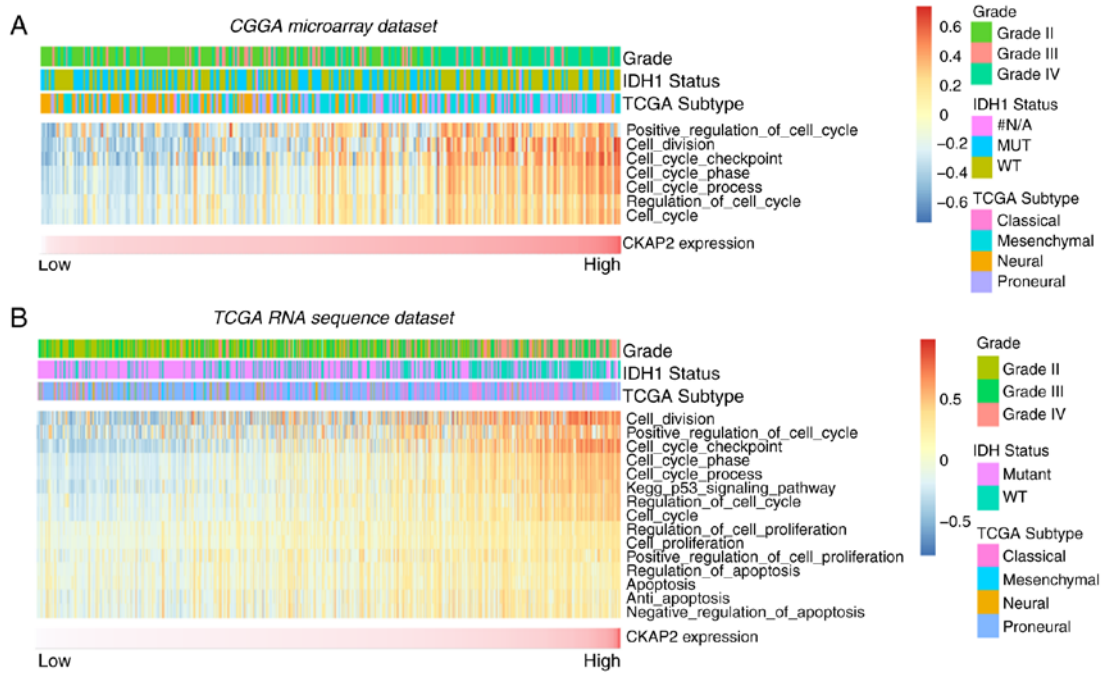 A
CGGA microarray dataset
Grade
IDH1 Status
TCGA Subtype
Positive_regulation_of_cell_cycle
Cell_division
Cell_cycle_checkpoint
Cell_cycle_phase
Cell_cycle_process
Regulation_of_cell_cycle
Cell_cycle
CKAP2 expression
Low
High
0.6
0.4
0.2
0
−0.2
−0.4
−0.6
Grade
Grade II
Grade III
Grade IV
IDH1 Status
#N/A
MUT
WT
TCGA Subtype
Classical
Mesenchymal
Neural
Proneural
B
TCGA RNA sequence dataset
Grade
IDH1 Status
TCGA Subtype
Cell_division
Positive_regulation_of_cell_cycle
Cell_cycle_checkpoint
Cell_cycle_phase
Cell_cycle_process
Kegg_p53_signaling_pathway
Regulation_of_cell_cycle
Cell_cycle
Regulation_of_cell_proliferation
Cell_proliferation
Positive_regulation_of_cell_proliferation
Regulation_of_apoptosis
Apoptosis
Anti_apoptosis
Negative_regulation_of_apoptosis
CKAP2 expression
Low
High
0.5
0
−0.5
Grade
Grade II
Grade III
Grade IV
IDH Status
Mutant
WT
TCGA Subtype
Classical
Mesenchymal
Neural
Proneural